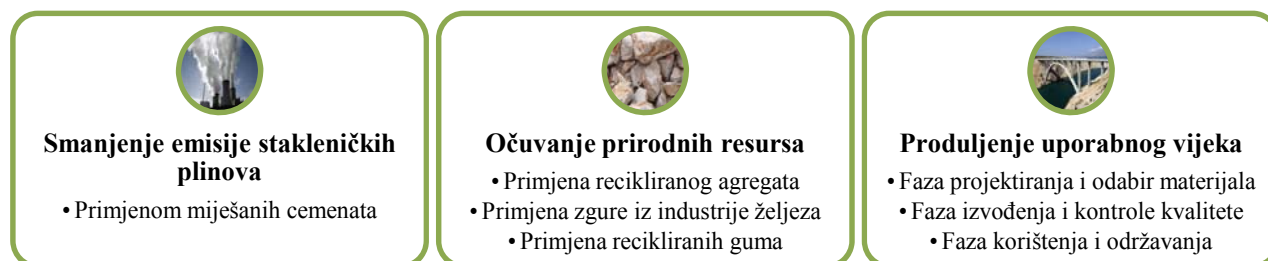 Smanjenje emisije stakleničkih
plinova
• Primjenom miješanih cemenata
Očuvanje prirodnih resursa
• Primjena recikliranog agregata
• Primjena zgure iz industrije željeza
• Primjena recikliranih guma
Produljenje uporabnog vijeka
• Faza projektiranja i odabir materijala
• Faza izvođenja i kontrole kvalitete
• Faza korištenja i održavanja